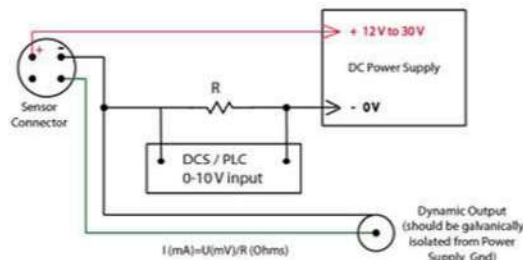 + 12 V to 30 V
DC Power Supply
- 0V
+
-
Sensor
Connector
R
DCS / PLC
0-10 V input
Dynamic Output
(should be galvanically
isolated from Power
Supply Gnd)
I (mA)=U(mV)/R (Ohms)